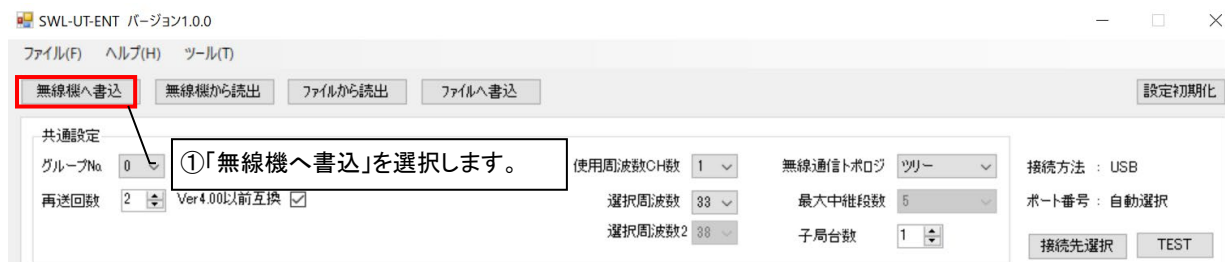 SWL-UT-ENT バージョン1.0.0
ファイル(F) ヘルプ(H) ツール(T)
無線機へ書込 無線機から読出 ファイルから読出 ファイルへ書込 設定初期化
共通設定
グループNo. 0 ①「無線機へ書込」を選択します。 使用周波数CH数 1 無線通信トポロジ ツリー 接続方法 : USB
再送回数 2 Ver4.00以前互換 選択周波数 33 最大中継段数 5 ポート番号 : 自動選択
選択周波数2 38 子局台数 1
接続先選択 TEST